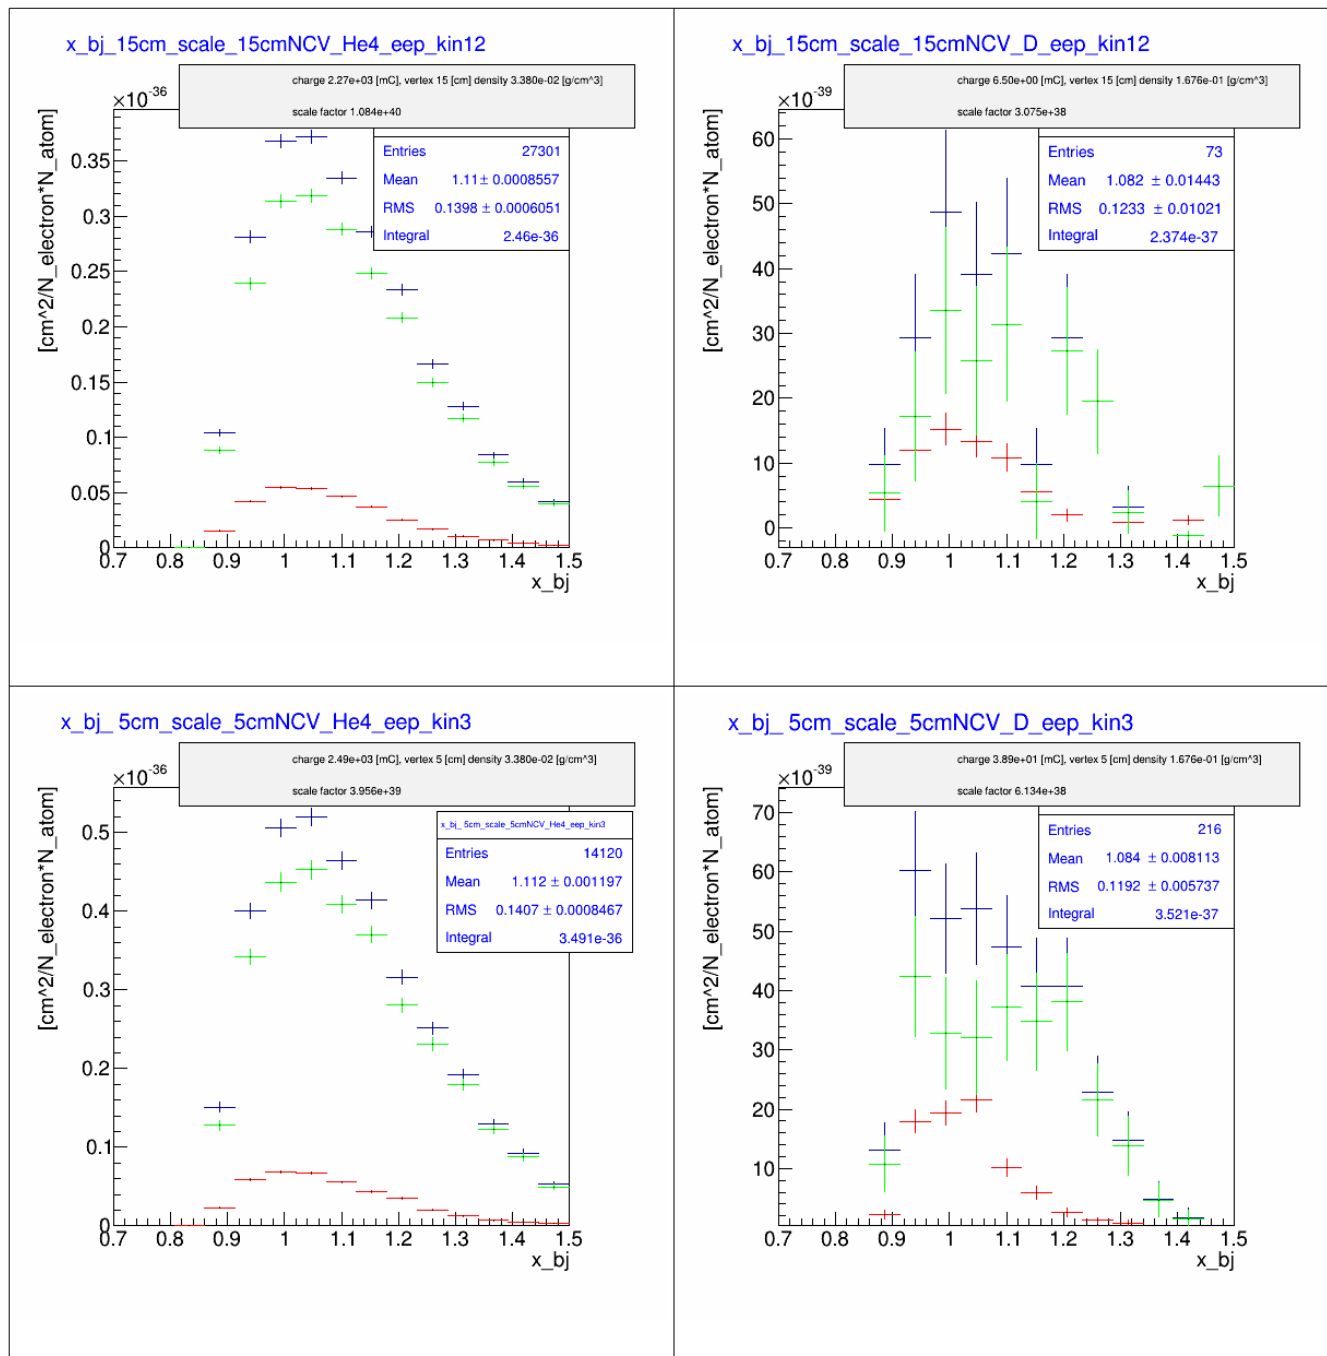 x_bj_15cm_scale_15cmNCV_He4_eep_kin12
charge 2.27e+03 [mC], vertex 15 [cm] density 3.380e-02 [g/cm^3]
scale factor 1.084e+40
×10^-36
[cm^2/N_electron*N_atom]
Entries 27301
Mean 1.11± 0.0008557
RMS 0.1398 ± 0.0006051
Integral 2.46e-36
0.35
0.3
0.25
0.2
0.15
0.1
0.05
0
0.7 0.8 0.9 1 1.1 1.2 1.3 1.4 1.5
x_bj
x_bj_15cm_scale_15cmNCV_D_eep_kin12
charge 6.50e+00 [mC], vertex 15 [cm] density 1.676e-01 [g/cm^3]
scale factor 3.075e+38
×10^-39
[cm^2/N_electron*N_atom]
Entries 73
Mean 1.082 ± 0.01443
RMS 0.1233 ± 0.01021
Integral 2.374e-37
60
50
40
30
20
10
0
0.7 0.8 0.9 1 1.1 1.2 1.3 1.4 1.5
x_bj
x_bj_ 5cm_scale_5cmNCV_He4_eep_kin3
charge 2.49e+03 [mC], vertex 5 [cm] density 3.380e-02 [g/cm^3]
scale factor 3.956e+39
×10^-36
[cm^2/N_electron*N_atom]
x_bj_ 5cm_scale_5cmNCV_He4_eep_kin3
Entries 14120
Mean 1.112 ± 0.001197
RMS 0.1407 ± 0.0008467
Integral 3.491e-36
0.5
0.4
0.3
0.2
0.1
0
0.7 0.8 0.9 1 1.1 1.2 1.3 1.4 1.5
x_bj
x_bj_ 5cm_scale_5cmNCV_D_eep_kin3
charge 3.89e+01 [mC], vertex 5 [cm] density 1.676e-01 [g/cm^3]
scale factor 6.134e+38
×10^-39
[cm^2/N_electron*N_atom]
Entries 216
Mean 1.084 ± 0.008113
RMS 0.1192 ± 0.005737
Integral 3.521e-37
70
60
50
40
30
20
10
0.7 0.8 0.9 1 1.1 1.2 1.3 1.4 1.5
x_bj